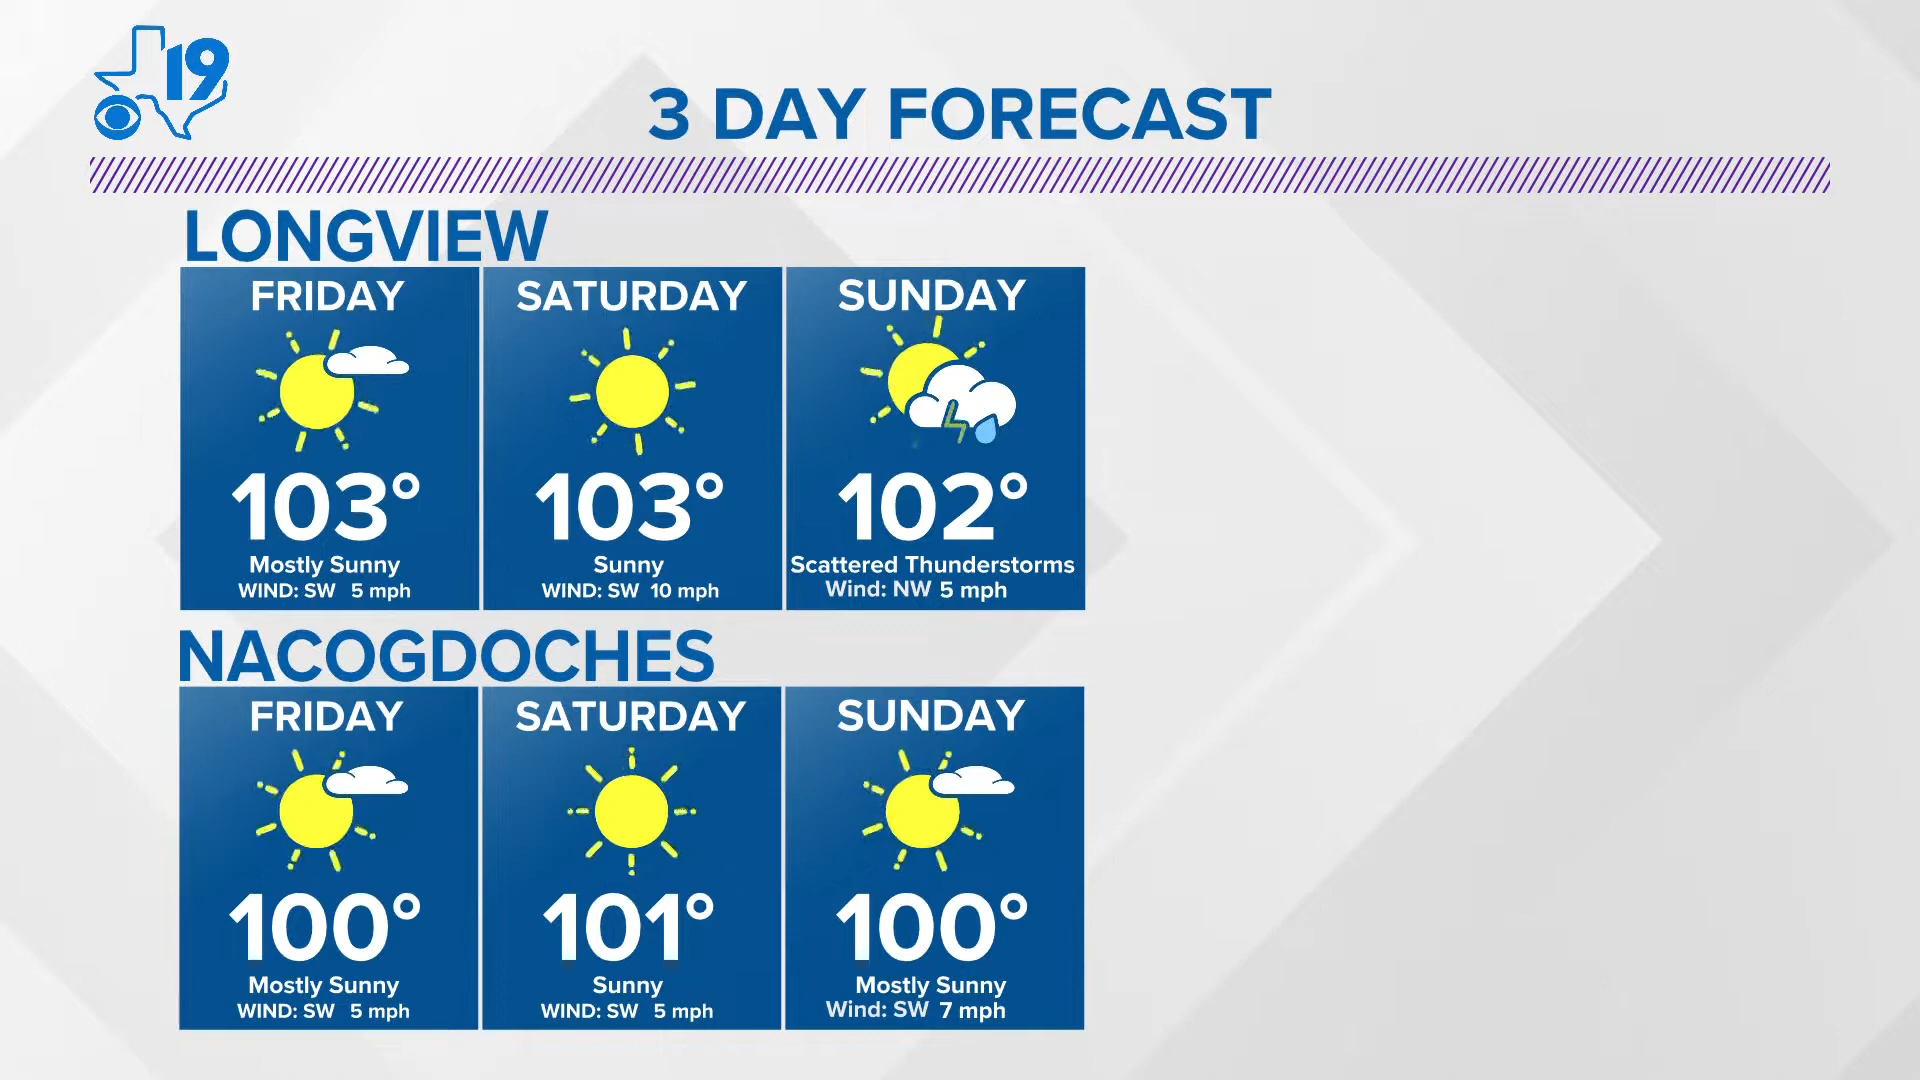 19
3 DAY FORECAST
LONGVIEW
FRIDAY
103°
Mostly Sunny
WIND: SW 5 mph
SATURDAY
103°
Sunny
WIND: SW 10 mph
SUNDAY
102°
Scattered Thunderstorms
Wind: NW 5 mph
NACOGDOCHES
FRIDAY
100°
Mostly Sunny
WIND: SW 5 mph
SATURDAY
101°
Sunny
WIND: SW 5 mph
SUNDAY
100°
Mostly Sunny
Wind: SW 7 mph